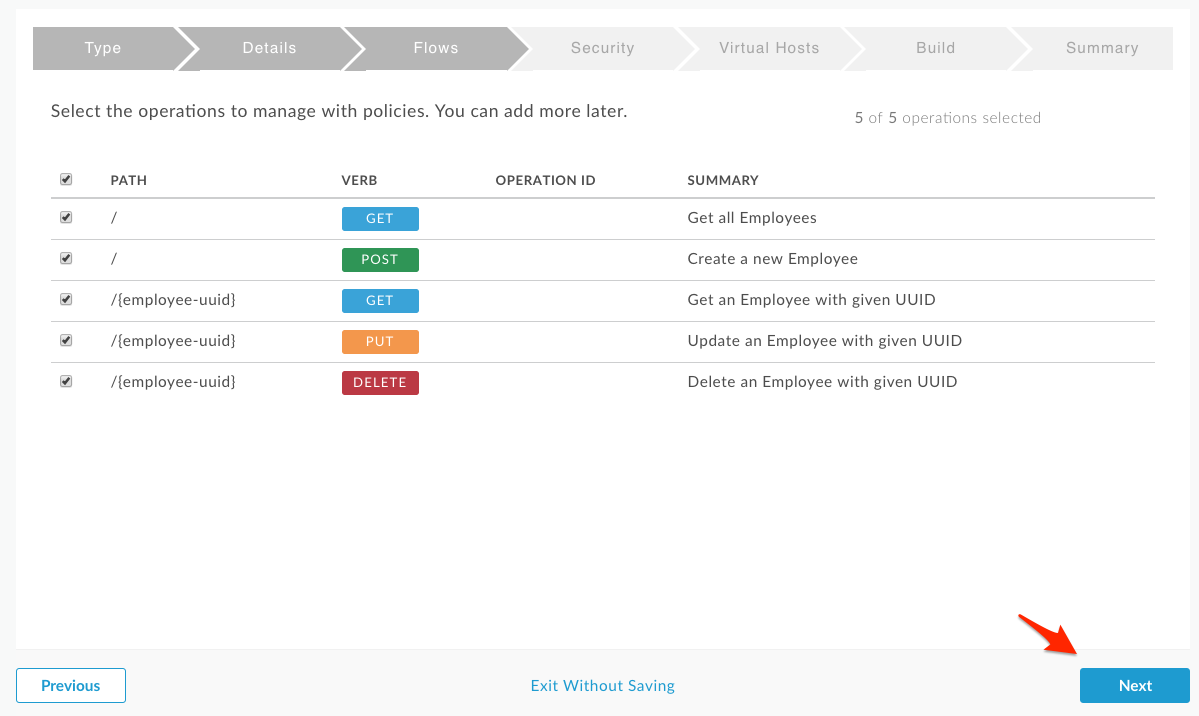 Type Details Flows Security Virtual Hosts Build Summary
Select the operations to manage with policies. You can add more later.
5 of 5 operations selected
PATH VERB OPERATION ID SUMMARY
/ GET Get all Employees
/ POST Create a new Employee
/{employee-uuid} GET Get an Employee with given UUID
/{employee-uuid} PUT Update an Employee with given UUID
/{employee-uuid} DELETE Delete an Employee with given UUID
Previous Exit Without Saving Next